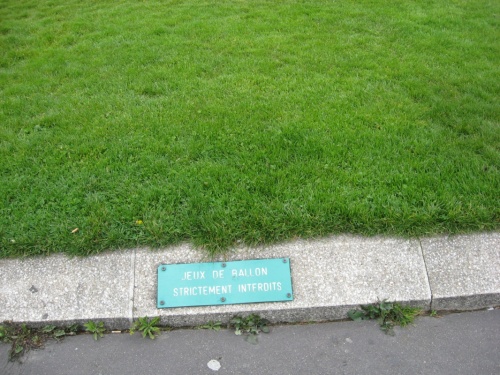 JEUX DE BALLON
STRICTEMENT INTERDITS